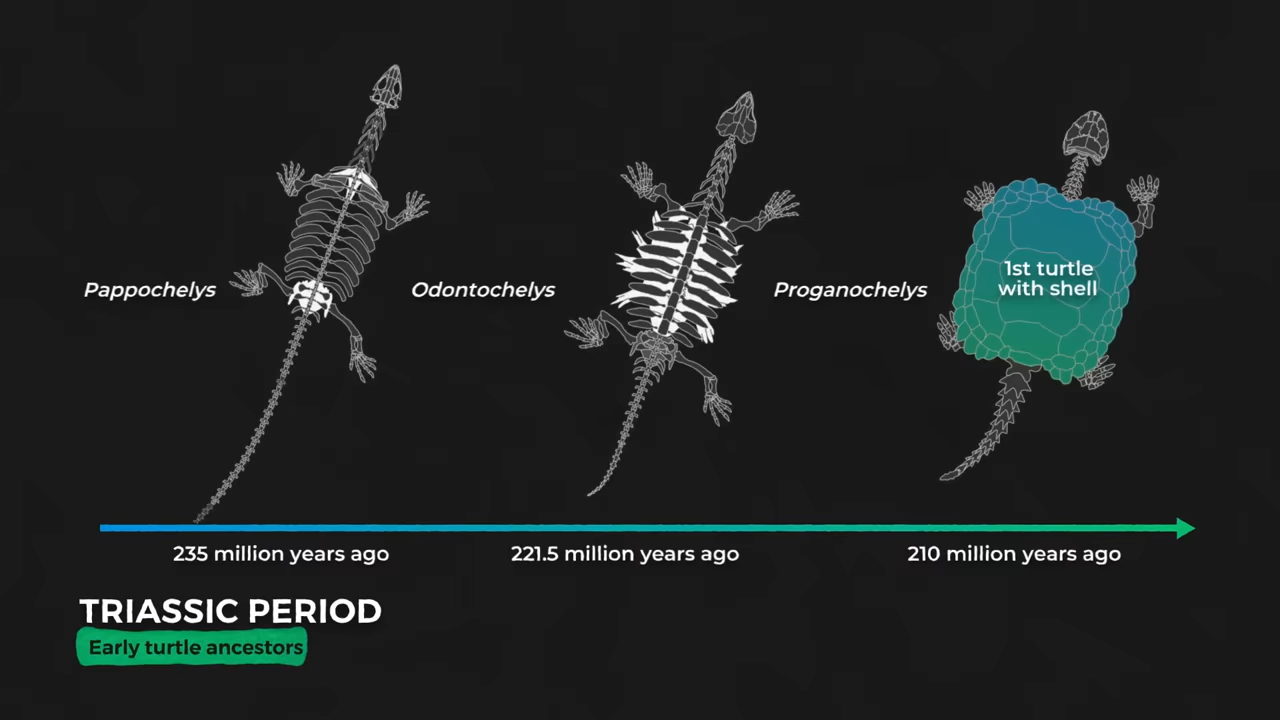 Pappochelys
Odontochelys
Proganochelys
1st turtle
with shell
235 million years ago
221.5 million years ago
210 million years ago
TRIASSIC PERIOD
Early turtle ancestors